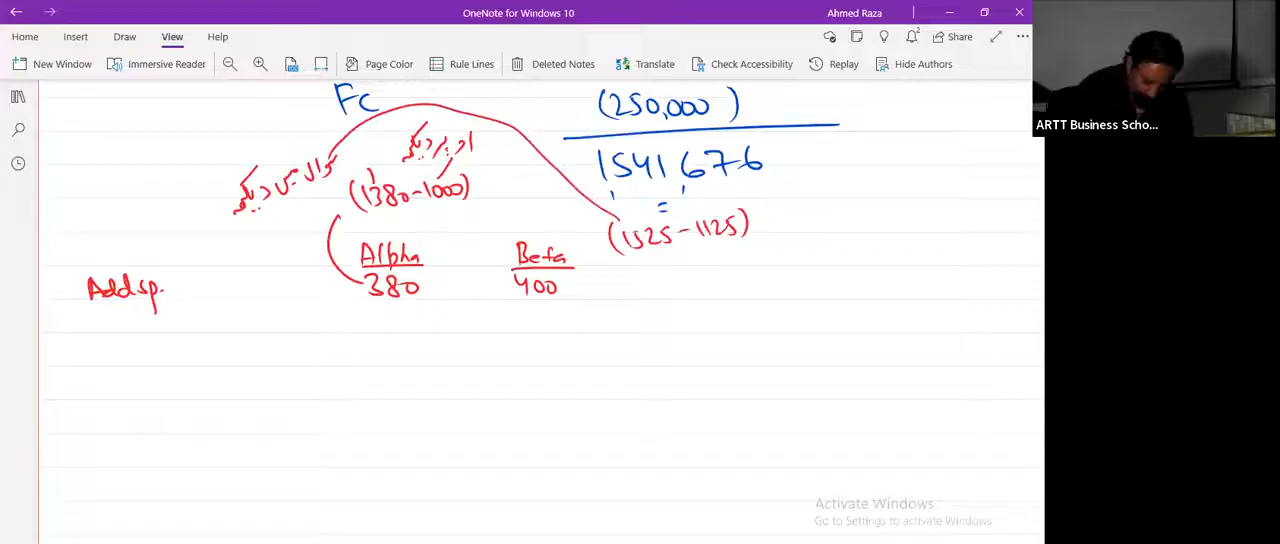 OneNote for Windows 10
Ahmed Raza
Home Insert Draw View Help
Share
New Window Immersive Reader Page Color Rule Lines Deleted Notes Translate Check Accessibility Replay Hide Authors
ARTT Business Scho...
Fc (250,000)
1541676
=
(1380-1000)
(1525-1125)
Alpha Beta
Addsp. 380 400
Activate Windows
Go to Settings to activate Windows